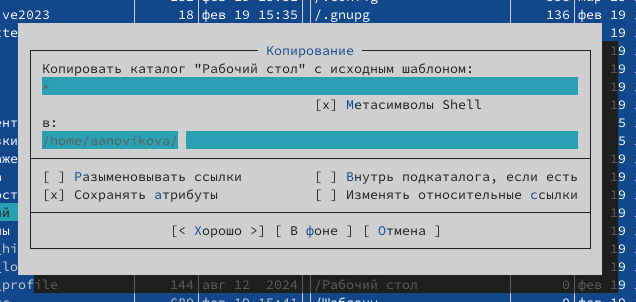 ive2023 18 фев 19 15:35 /.gnupg 136 фев 19
Копирование
Копировать каталог "Рабочий стол" с исходным шаблоном:
*
[x] Метасимволы Shell
в:
/home/aanovikova/
[ ] Разыменовывать ссылки [ ] Внутрь подкаталога, если есть
[x] Сохранять атрибуты [ ] Изменять относительные ссылки
[< Хорошо >] [ В фоне ] [ Отмена ]
_profile 144 авг 12 2024 /Рабочий стол 0 фев 19